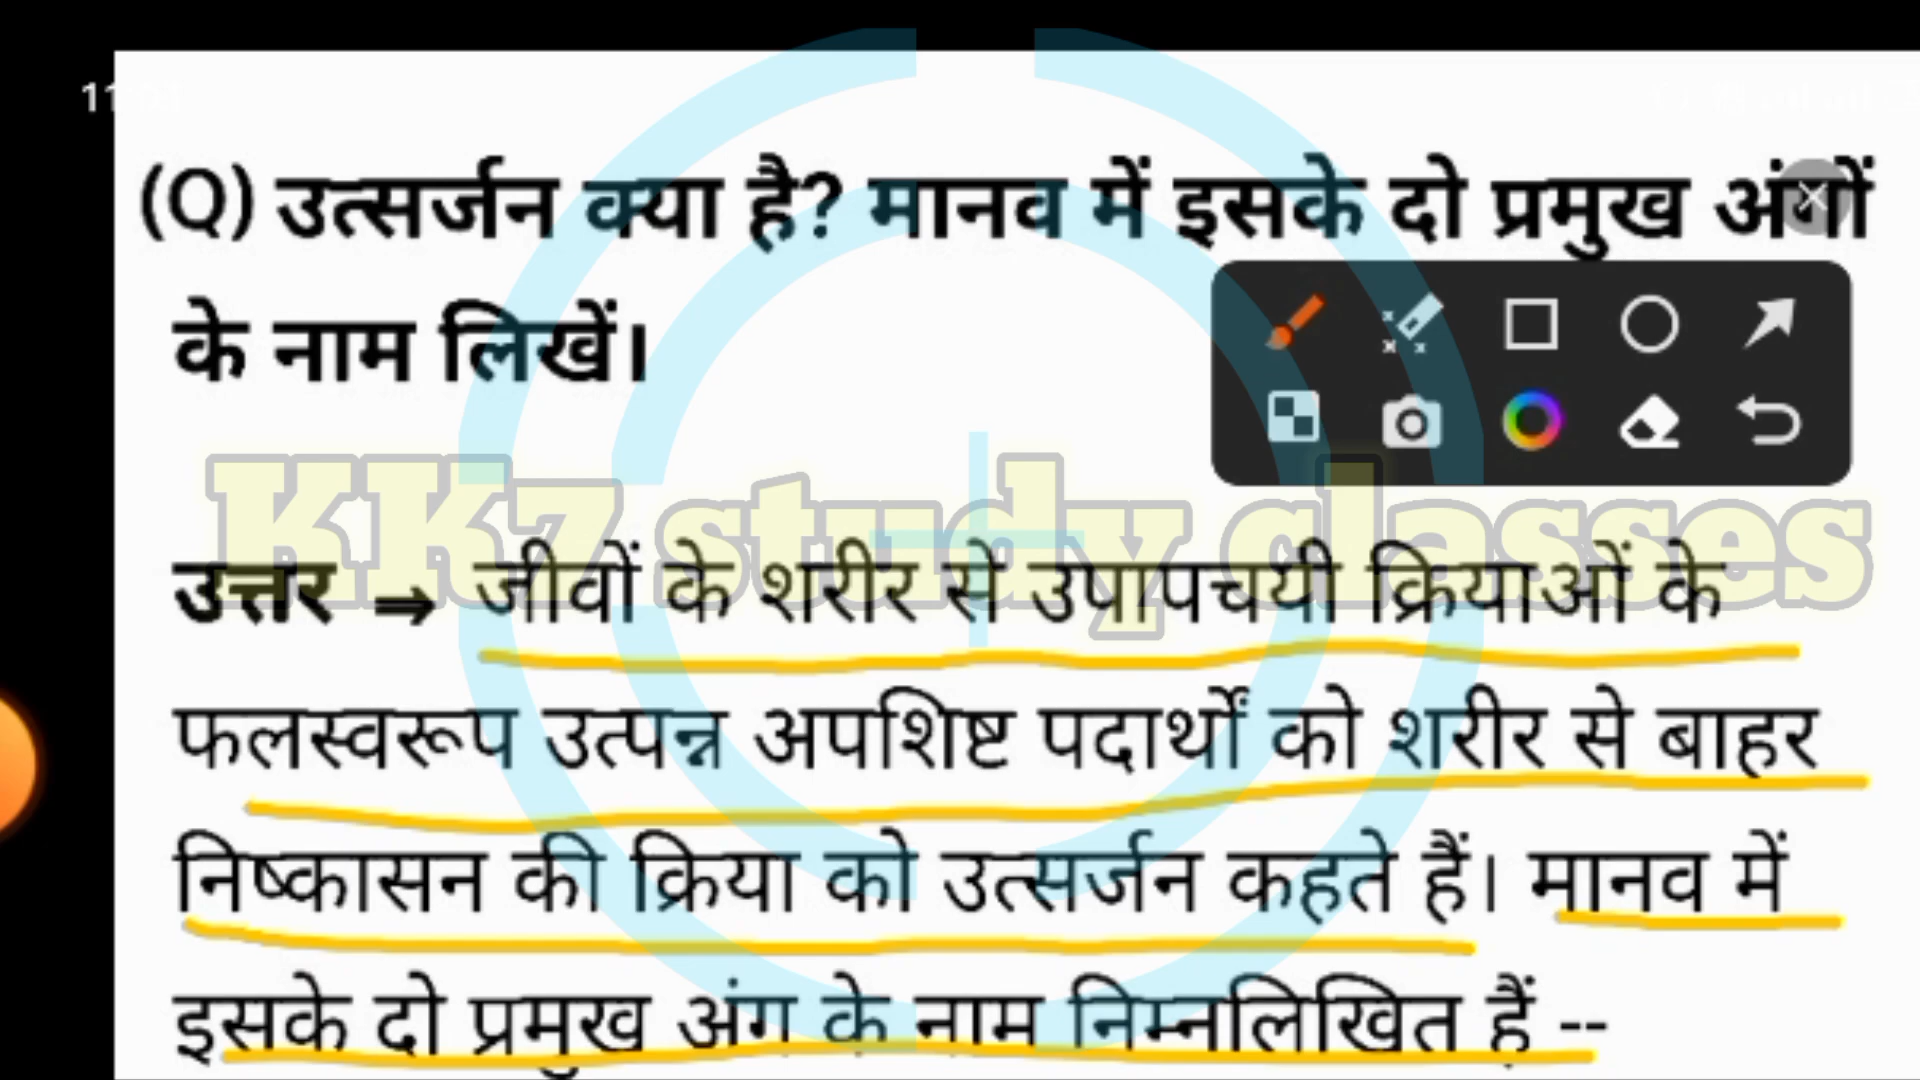 (Q) उत्सर्जन क्या है? मानव में इसके दो प्रमुख अंगों
के नाम लिखें।
KK7 study classes
उत्तर ⇒ जीवों के शरीर से उपापचयी क्रियाओं के
फलस्वरूप उत्पन्न अपशिष्ट पदार्थों को शरीर से बाहर
निष्कासन की क्रिया को उत्सर्जन कहते हैं। मानव में
इसके दो प्रमुख अंग के नाम निम्नलिखित हैं --